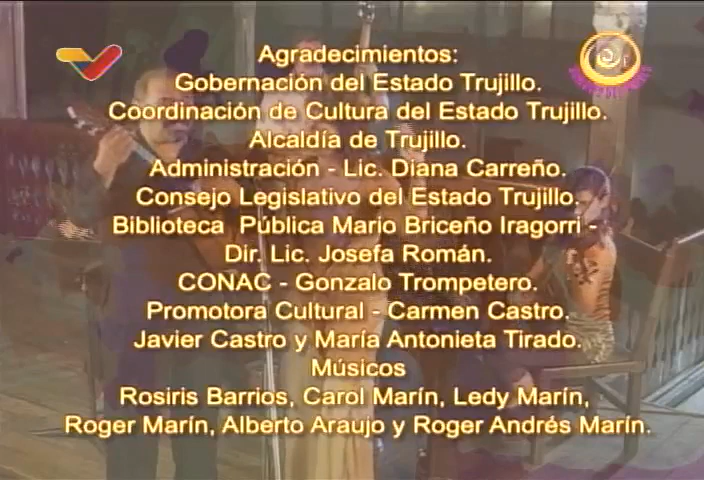 Agradecimientos:
Gobernación del Estado Trujillo.
Coordinación de Cultura del Estado Trujillo.
Alcaldía de Trujillo.
Administración - Lic. Diana Carreño.
Consejo Legislativo del Estado Trujillo.
Biblioteca Pública Mario Briceño Iragorri -
Dir. Lic. Josefa Román.
CONAC - Gonzalo Trompetero.
Promotora Cultural - Carmen Castro.
Javier Castro y María Antonieta Tirado.
Músicos
Rosiris Barrios, Carol Marín, Ledy Marín,
Roger Marín, Alberto Araujo y Roger Andrés Marín.